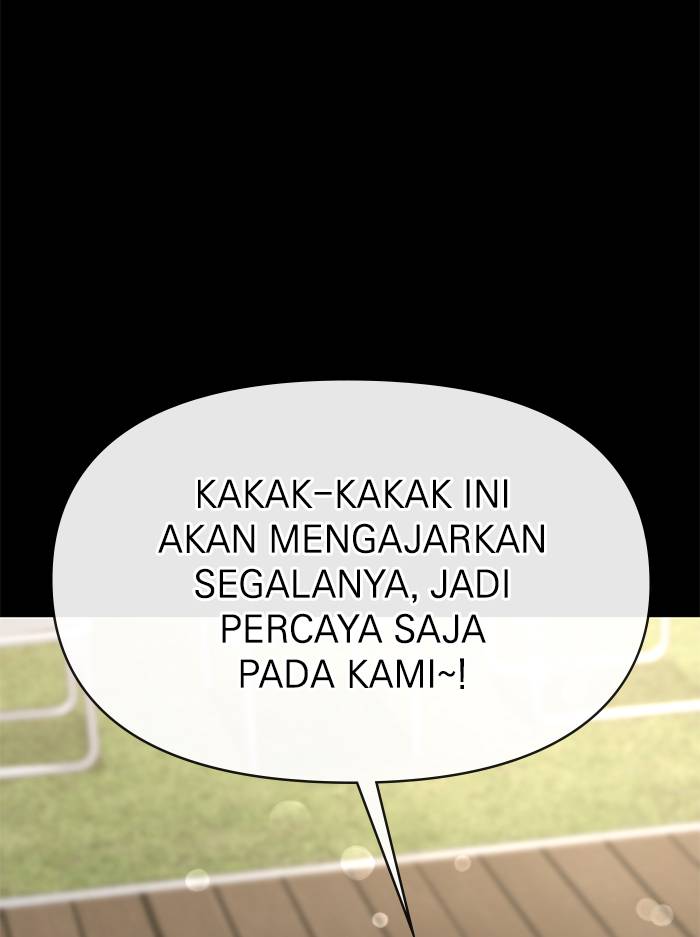 KAKAK-KAKAK INI
AKAN MENGAJARKAN
SEGALANYA, JADI
PERCAYA SAJA
PADA KAMI~!